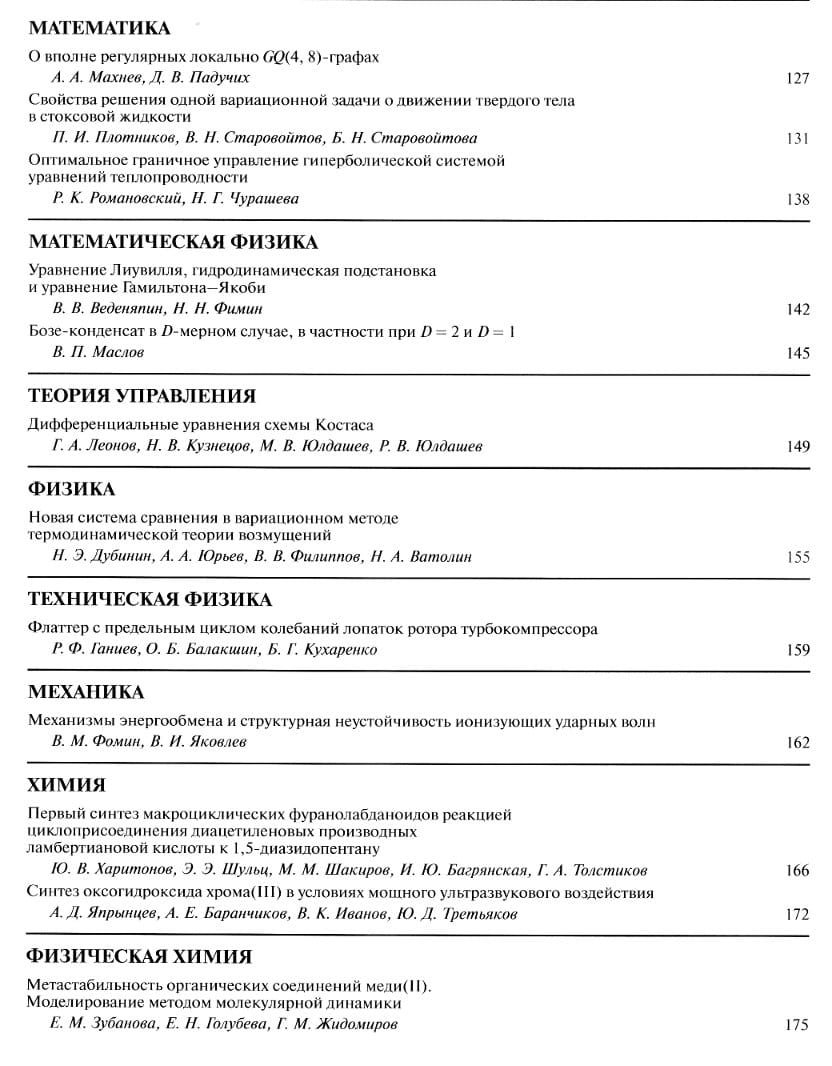 МАТЕМАТИКА
О вполне регулярных локально GQ(4, 8)-графах
А. А. Махнев, Д. В. Падучих 127
Свойства решения одной вариационной задачи о движении твердого тела
в стоксовой жидкости
П. И. Плотников, В. Н. Старовойтов, Б. Н. Старовойтова 131
Оптимальное граничное управление гиперболической системой
уравнений теплопроводности
Р. К. Романовский, Н. Г. Чурашева 138
МАТЕМАТИЧЕСКАЯ ФИЗИКА
Уравнение Лиувилля, гидродинамическая подстановка
и уравнение Гамильтона–Якоби
В. В. Веденяпин, Н. Н. Фимин 142
Бозе-конденсат в D-мерном случае, в частности при D = 2 и D = 1
В. П. Маслов 145
ТЕОРИЯ УПРАВЛЕНИЯ
Дифференциальные уравнения схемы Костаса
Г. А. Леонов, Н. В. Кузнецов, М. В. Юлдашев, Р. В. Юлдашев 149
ФИЗИКА
Новая система сравнения в вариационном методе
термодинамической теории возмущений
Н. Э. Дубинин, А. А. Юрьев, В. В. Филиппов, Н. А. Ватолин 155
ТЕХНИЧЕСКАЯ ФИЗИКА
Флаттер с предельным циклом колебаний лопаток ротора турбокомпрессора
Р. Ф. Ганиев, О. Б. Балакшин, Б. Г. Кухаренко 159
МЕХАНИКА
Механизмы энергообмена и структурная неустойчивость ионизующих ударных волн
В. М. Фомин, В. И. Яковлев 162
ХИМИЯ
Первый синтез макроциклических фуранолабданоидов реакцией
циклоприсоединения диацетиленовых производных
ламбертиановой кислоты к 1,5-диазидопентану
Ю. В. Харитонов, Э. Э. Шульц, М. М. Шакиров, И. Ю. Багрянская, Г. А. Толстиков 166
Синтез оксогидроксида хрома(III) в условиях мощного ультразвукового воздействия
А. Д. Япрынцев, А. Е. Баранчиков, В. К. Иванов, Ю. Д. Третьяков 172
ФИЗИЧЕСКАЯ ХИМИЯ
Метастабильность органических соединений меди(II).
Моделирование методом молекулярной динамики
Е. М. Зубанова, Е. Н. Голубева, Г. М. Жидомиров 175